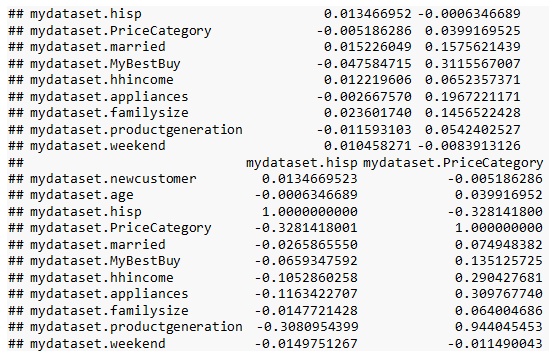 ## mydataset.hisp 0.013466952 -0.0006346689
## mydataset.PriceCategory -0.005186286 0.0399169525
## mydataset.married 0.015226049 0.1575621439
## mydataset.MyBestBuy -0.047584715 0.3115567007
## mydataset.hhincome 0.012219606 0.0652357371
## mydataset.appliances -0.002667570 0.1967221171
## mydataset.familysize 0.023601740 0.1456522428
## mydataset.productgeneration -0.011593103 0.0542402527
## mydataset.weekend 0.010458271 -0.0083913126
## mydataset.hisp mydataset.PriceCategory
## mydataset.newcustomer 0.0134669523 -0.005186286
## mydataset.age -0.0006346689 0.039916952
## mydataset.hisp 1.0000000000 -0.328141800
## mydataset.PriceCategory -0.3281418001 1.000000000
## mydataset.married -0.0265865550 0.074948382
## mydataset.MyBestBuy -0.0659347592 0.135125725
## mydataset.hhincome -0.1052860258 0.290427681
## mydataset.appliances -0.1163422707 0.309767740
## mydataset.familysize -0.0147721428 0.064004686
## mydataset.productgeneration -0.3080954399 0.944045453
## mydataset.weekend -0.0149751267 -0.011490043